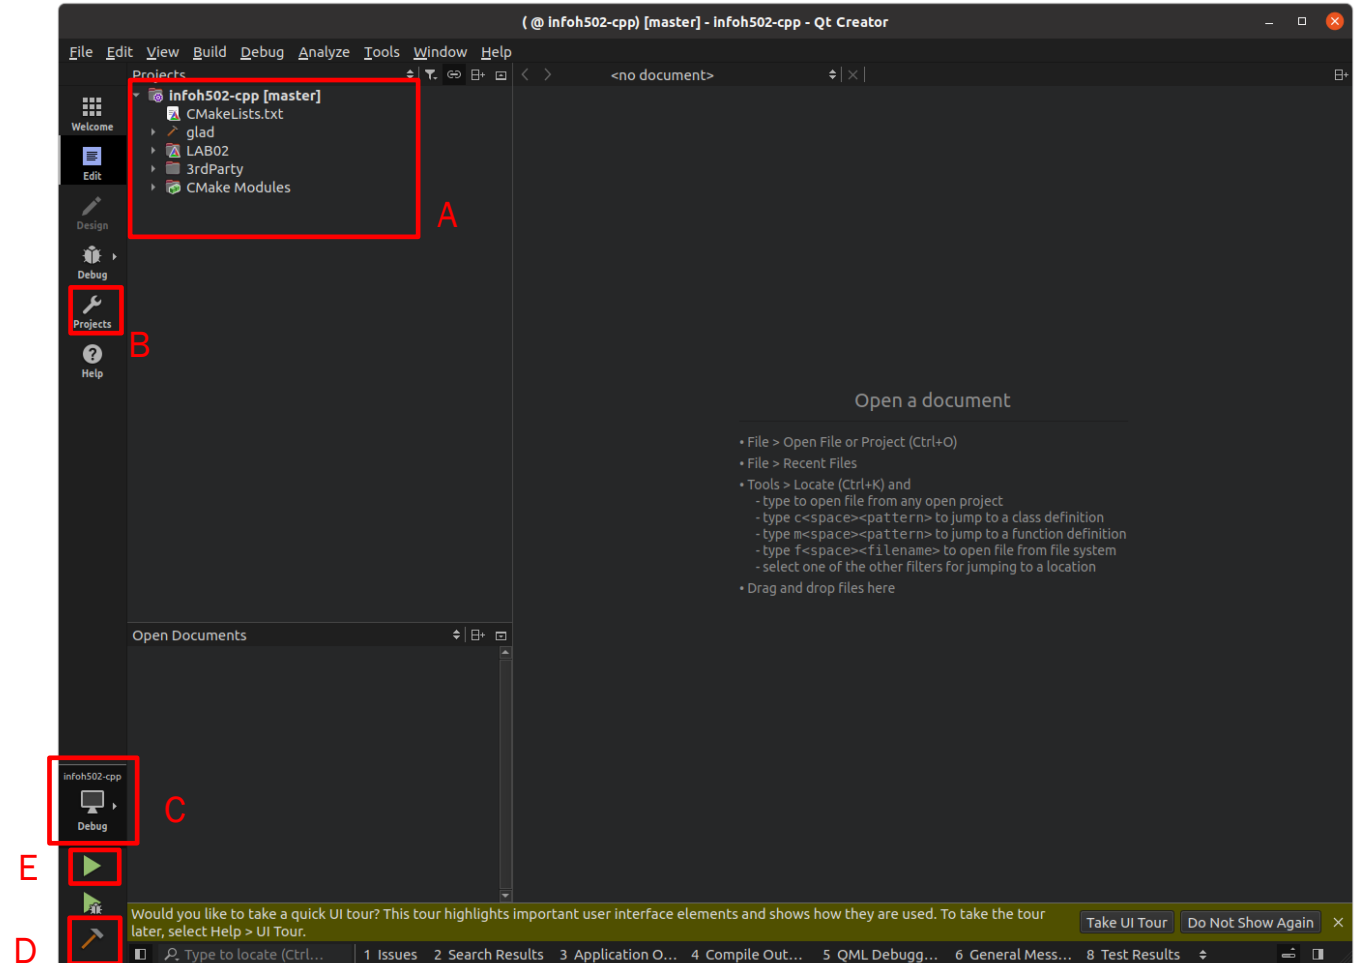 ( @ infoh502-cpp) [master] - infoh502-cpp - Qt Creator
File Edit View Build Debug Analyze Tools Window Help
Projects
<no document>
infoh502-cpp [master]
CMakeLists.txt
glad
LAB02
3rdParty
CMake Modules
A
Welcome
Edit
Design
Debug
Projects
B
Help
Open a document
• File > Open File or Project (Ctrl+O)
• File > Recent Files
• Tools > Locate (Ctrl+K) and
- type to open file from any open project
- type c<space><pattern> to jump to a class definition
- type m<space><pattern> to jump to a function definition
- type f<space><filename> to open file from file system
- select one of the other filters for jumping to a location
• Drag and drop files here
Open Documents
infoh502-cpp
Debug
C
E
D
Would you like to take a quick UI tour? This tour highlights important user interface elements and shows how they are used. To take the tour
later, select Help > UI Tour.
Take UI Tour
Do Not Show Again
Type to locate (Ctrl...
1 Issues 2 Search Results 3 Application O... 4 Compile Out... 5 QML Debugg... 6 General Mess... 8 Test Results